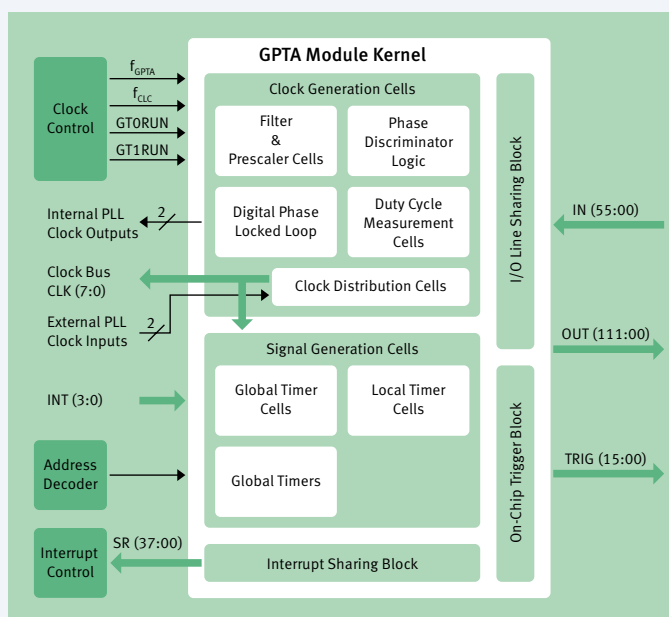 GPTA Module Kernel
Clock
Control
fGPTA
fCLC
GT0RUN
GT1RUN
Clock Generation Cells
Filter
&
Prescaler Cells
Phase
Discriminator
Logic
Digital Phase
Locked Loop
Duty Cycle
Measurement
Cells
Clock Distribution Cells
Internal PLL
Clock Outputs
2
Clock Bus
CLK (7:0)
External PLL
Clock Inputs
2
I/O Line Sharing Block
IN (55:00)
OUT (111:00)
Signal Generation Cells
Global Timer
Cells
Local Timer
Cells
Global Timers
INT (3:0)
Address
Decoder
On-Chip Trigger Block
TRIG (15:00)
Interrupt
Control
SR (37:00)
Interrupt Sharing Block